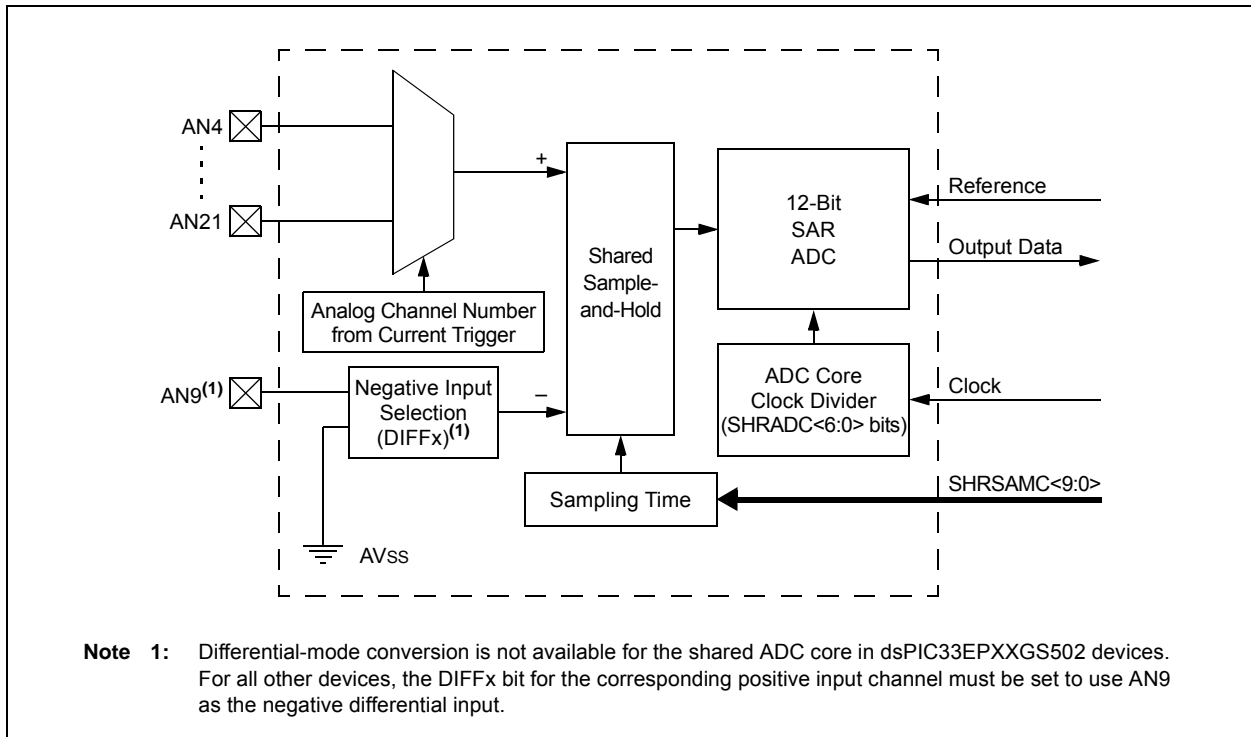 AN4
AN21
+
Analog Channel Number
from Current Trigger
AN9(1)
Negative Input
Selection
(DIFFx)(1)
–
AVSS
Shared
Sample-
and-Hold
Sampling Time
12-Bit
SAR
ADC
ADC Core
Clock Divider
(SHRADC<6:0> bits)
Reference
Output Data
Clock
SHRSAMC<9:0>
Note 1: Differential-mode conversion is not available for the shared ADC core in dsPIC33EPXXGS502 devices.
For all other devices, the DIFFx bit for the corresponding positive input channel must be set to use AN9
as the negative differential input.